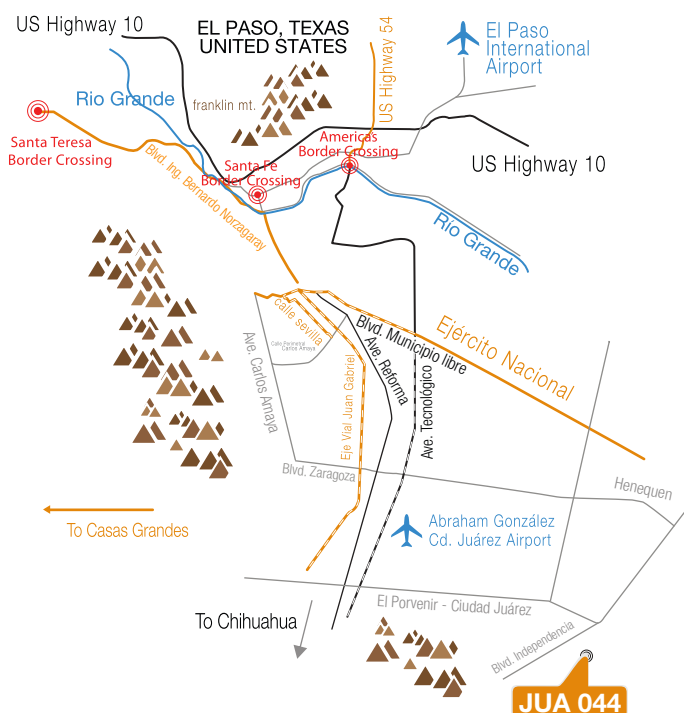 US Highway 10
EL PASO, TEXAS
UNITED STATES
US Highway 54
El Paso
International
Airport
Rio Grande
franklin mt.
Santa Teresa
Border Crossing
Americas
Border Crossing
Santa Fe
Border Crossing
US Highway 10
Blvd. Ing. Bernardo Norzagaray
Rio Grande
calle sevilla
Calle Perimetral
Carlos Amaya
Ave. Carlos Amaya
Blvd. Municipio libre
Ejército Nacional
Ave. Reforma
Eje Vial Juan Gabriel
Ave. Tecnológico
Blvd. Zaragoza
Henequen
To Casas Grandes
Abraham González
Cd. Juárez Airport
El Porvenir - Ciudad Juárez
To Chihuahua
Blvd. Independencia
JUA 044